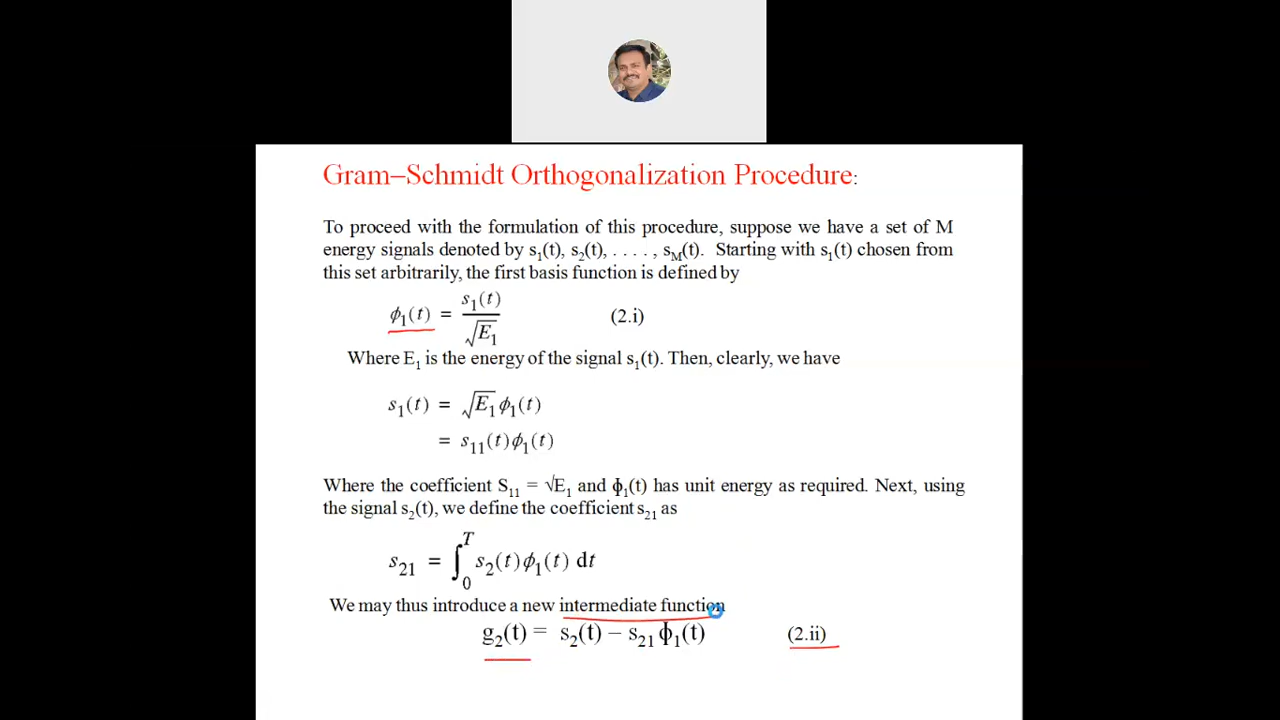 Gram–Schmidt Orthogonalization Procedure:
To proceed with the formulation of this procedure, suppose we have a set of M
energy signals denoted by s₁(t), s₂(t), . . . . , s_M(t). Starting with s₁(t) chosen from
this set arbitrarily, the first basis function is defined by
ϕ₁(t) = s₁(t) / √E₁ (2.i)
Where E₁ is the energy of the signal s₁(t). Then, clearly, we have
s₁(t) = √E₁ ϕ₁(t)
= s₁₁(t)ϕ₁(t)
Where the coefficient S₁₁ = √E₁ and ϕ₁(t) has unit energy as required. Next, using
the signal s₂(t), we define the coefficient s₂₁ as
s₂₁ = ∫₀ᵀ s₂(t)ϕ₁(t) dt
We may thus introduce a new intermediate function
g₂(t) = s₂(t) – s₂₁ ϕ₁(t) (2.ii)